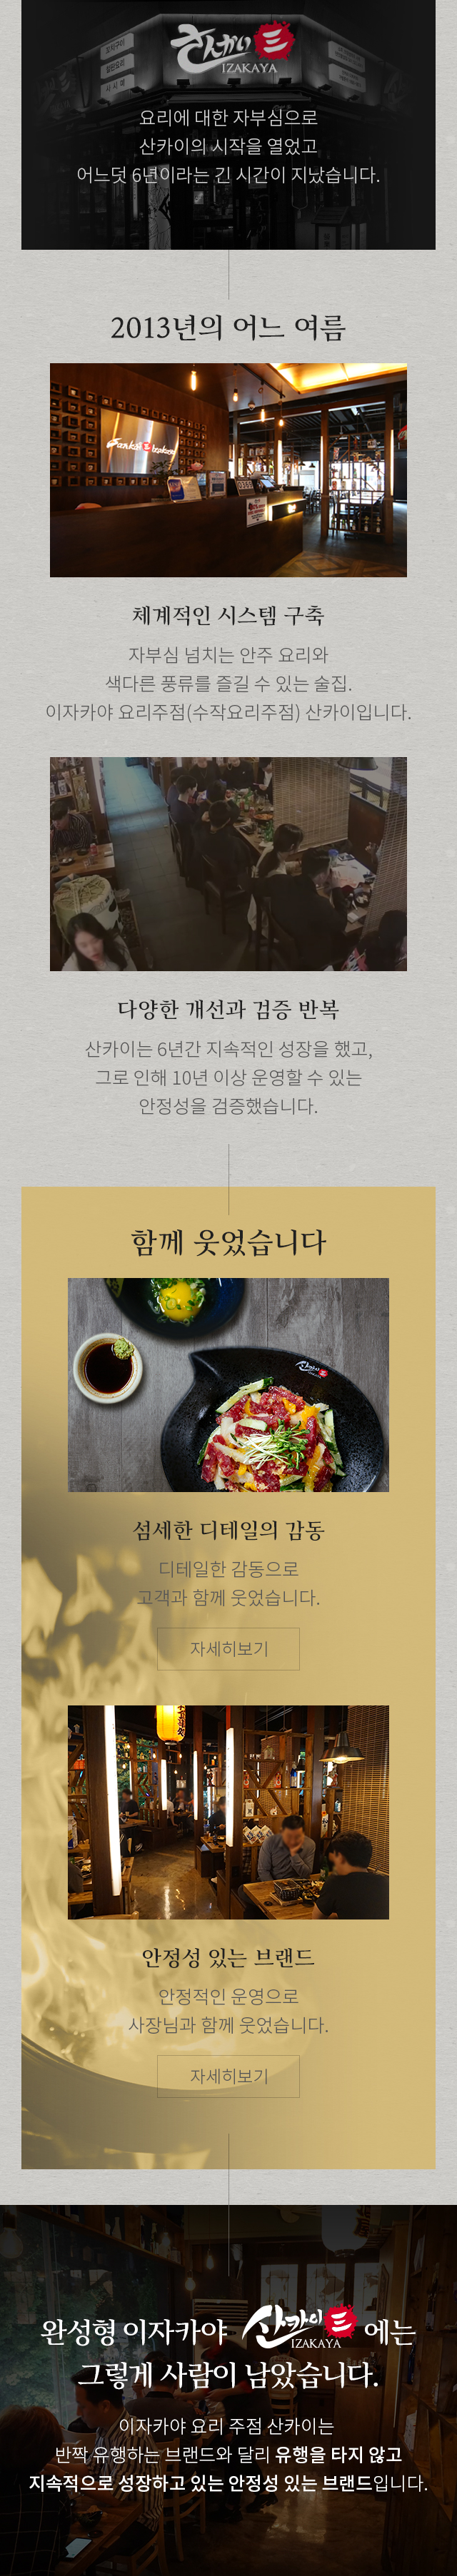 さんかい 三
IZAKAYA
요리에 대한 자부심으로
산카이의 시작을 열었고
어느덧 6년이라는 긴 시간이 지났습니다.
2013년의 어느 여름
체계적인 시스템 구축
자부심 넘치는 안주 요리와
색다른 풍류를 즐길 수 있는 술집.
이자카야 요리주점(수작요리주점) 산카이입니다.
다양한 개선과 검증 반복
산카이는 6년간 지속적인 성장을 했고,
그로 인해 10년 이상 운영할 수 있는
안정성을 검증했습니다.
함께 웃었습니다
산카이 三
섬세한 디테일의 감동
디테일한 감동으로
고객과 함께 웃었습니다.
자세히보기
안정성 있는 브랜드
안정적인 운영으로
사장님과 함께 웃었습니다.
자세히보기
완성형 이자카야 산카이 三 IZAKAYA 에는
그렇게 사람이 남았습니다.
이자카야 요리 주점 산카이는
반짝 유행하는 브랜드와 달리 유행을 타지 않고
지속적으로 성장하고 있는 안정성 있는 브랜드입니다.